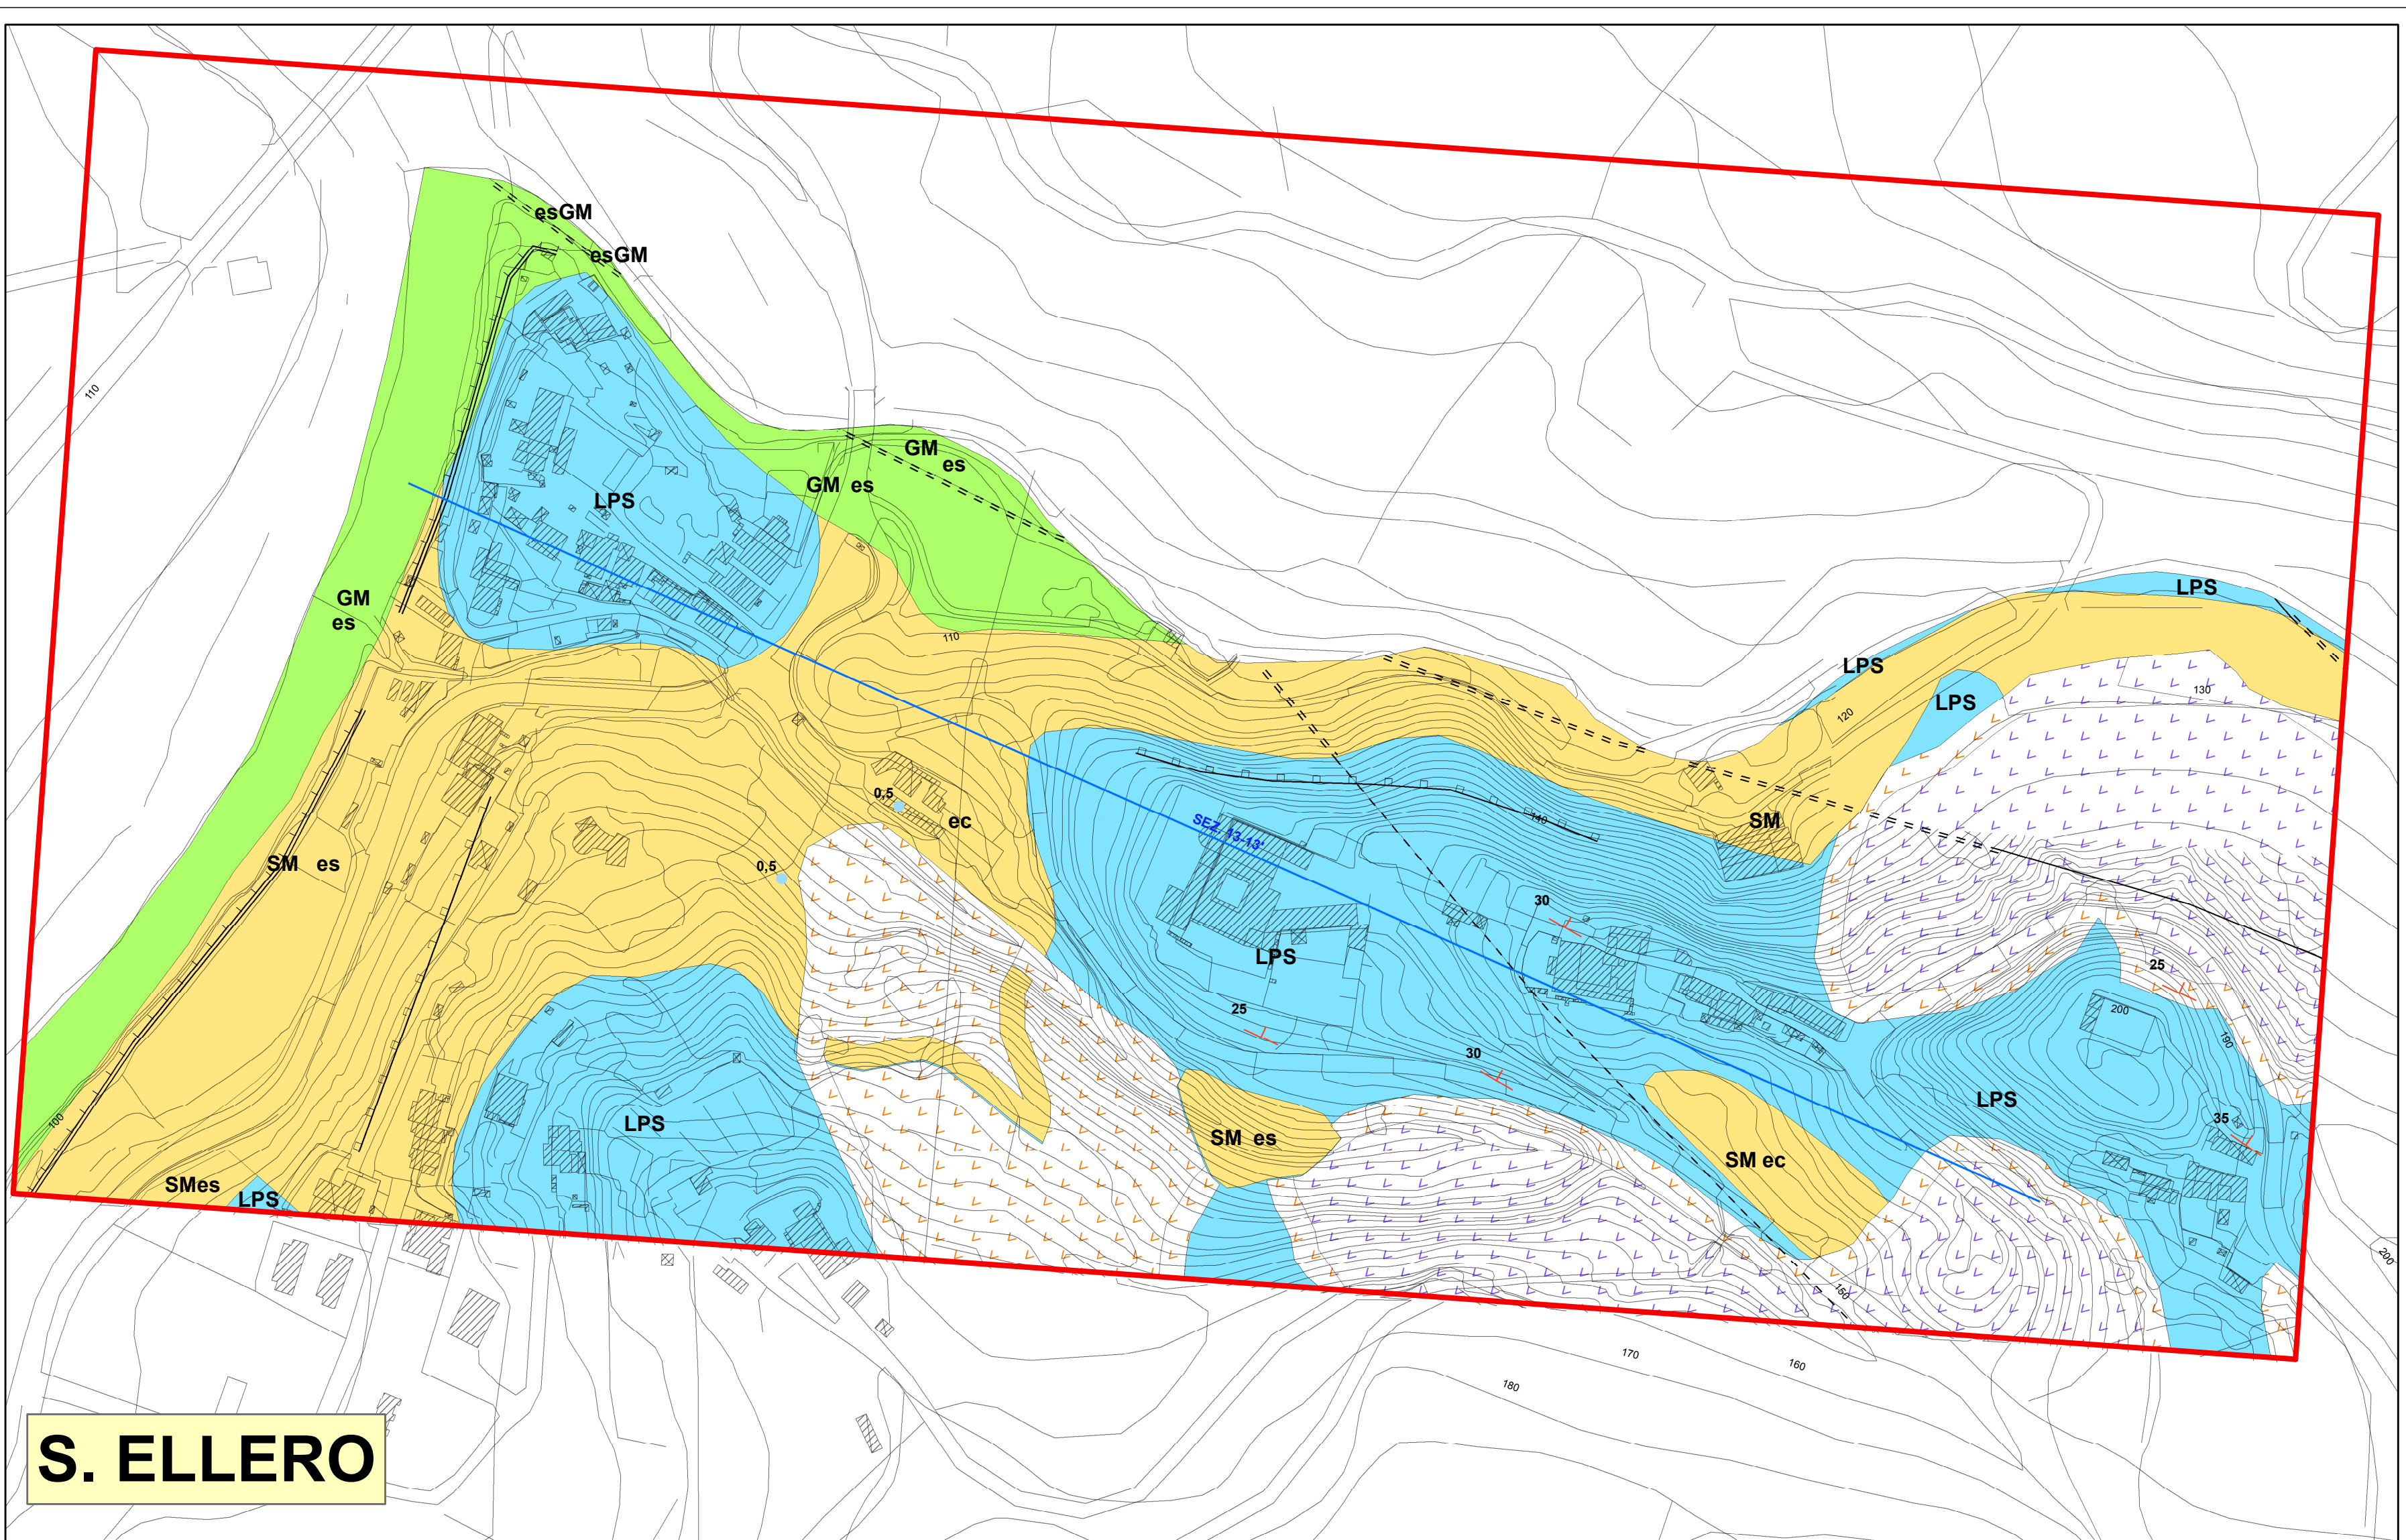 esGM
esGM
110
GM
es
GM es
LPS
GM
es
110
LPS
LPS
LPS
130
120
0,5
ec
0,5
SEZ. 13-13'
140
SM
SM es
30
LPS
25
200
25
30
190
LPS
35
100
LPS
SM es
SM ec
SMes
LPS
150
200
170
160
180
S. ELLERO